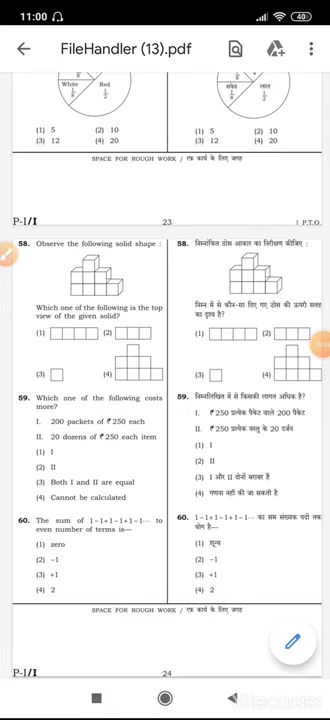 11:00
40
FileHandler (13).pdf
White 1/8
Red 1/2
(1) 5 (2) 10
(3) 12 (4) 20
सफेद 1/8
लाल 1/2
(1) 5 (2) 10
(3) 12 (4) 20
SPACE FOR ROUGH WORK / रफ़ कार्य के लिए जगह
P-I/I
23
[ P.T.O.
58. Observe the following solid shape :
Which one of the following is the top
view of the given solid?
(1) (2)
(3) (4)
59. Which one of the following costs
more?
I. 200 packets of ₹ 250 each
II. 20 dozens of ₹ 250 each item
(1) I
(2) II
(3) Both I and II are equal
(4) Cannot be calculated
60. The sum of 1−1+1−1+1−1··· to
even number of terms is—
(1) zero
(2) −1
(3) +1
(4) 2
58. निम्नांकित ठोस आकार का निरीक्षण कीजिए :
निम्न में से कौन-सा दिए गए ठोस की ऊपरी सतह
का दृश्य है?
(1) (2)
(3) (4)
59. निम्नलिखित में से किसकी लागत अधिक है?
I. ₹ 250 प्रत्येक पैकेट वाले 200 पैकेट
II. ₹ 250 प्रत्येक वस्तु के 20 दर्जन
(1) I
(2) II
(3) I और II दोनों बराबर हैं
(4) गणना नहीं की जा सकती है
60. 1−1+1−1+1−1··· का सम संख्यक पदों तक
योग है—
(1) शून्य
(2) −1
(3) +1
(4) 2
SPACE FOR ROUGH WORK / रफ़ कार्य के लिए जगह
P-I/I
24